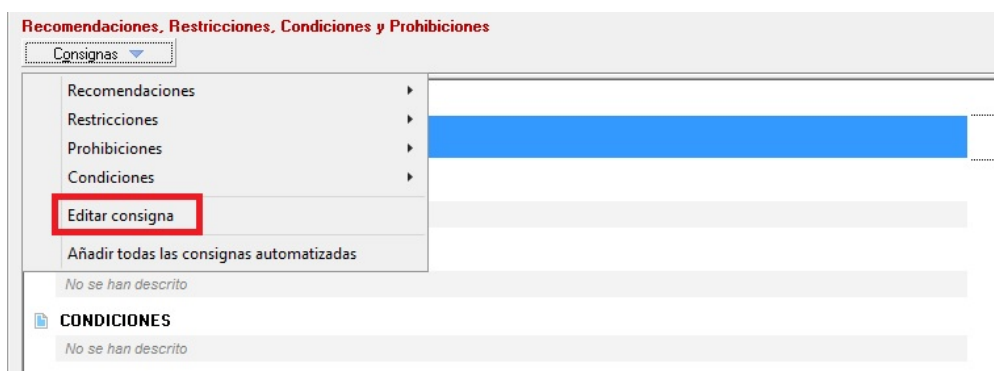 Recomendaciones, Restricciones, Condiciones y Prohibiciones
Consignas
Recomendaciones
Restricciones
Prohibiciones
Condiciones
Editar consigna
Añadir todas las consignas automatizadas
No se han descrito
CONDICIONES
No se han descrito